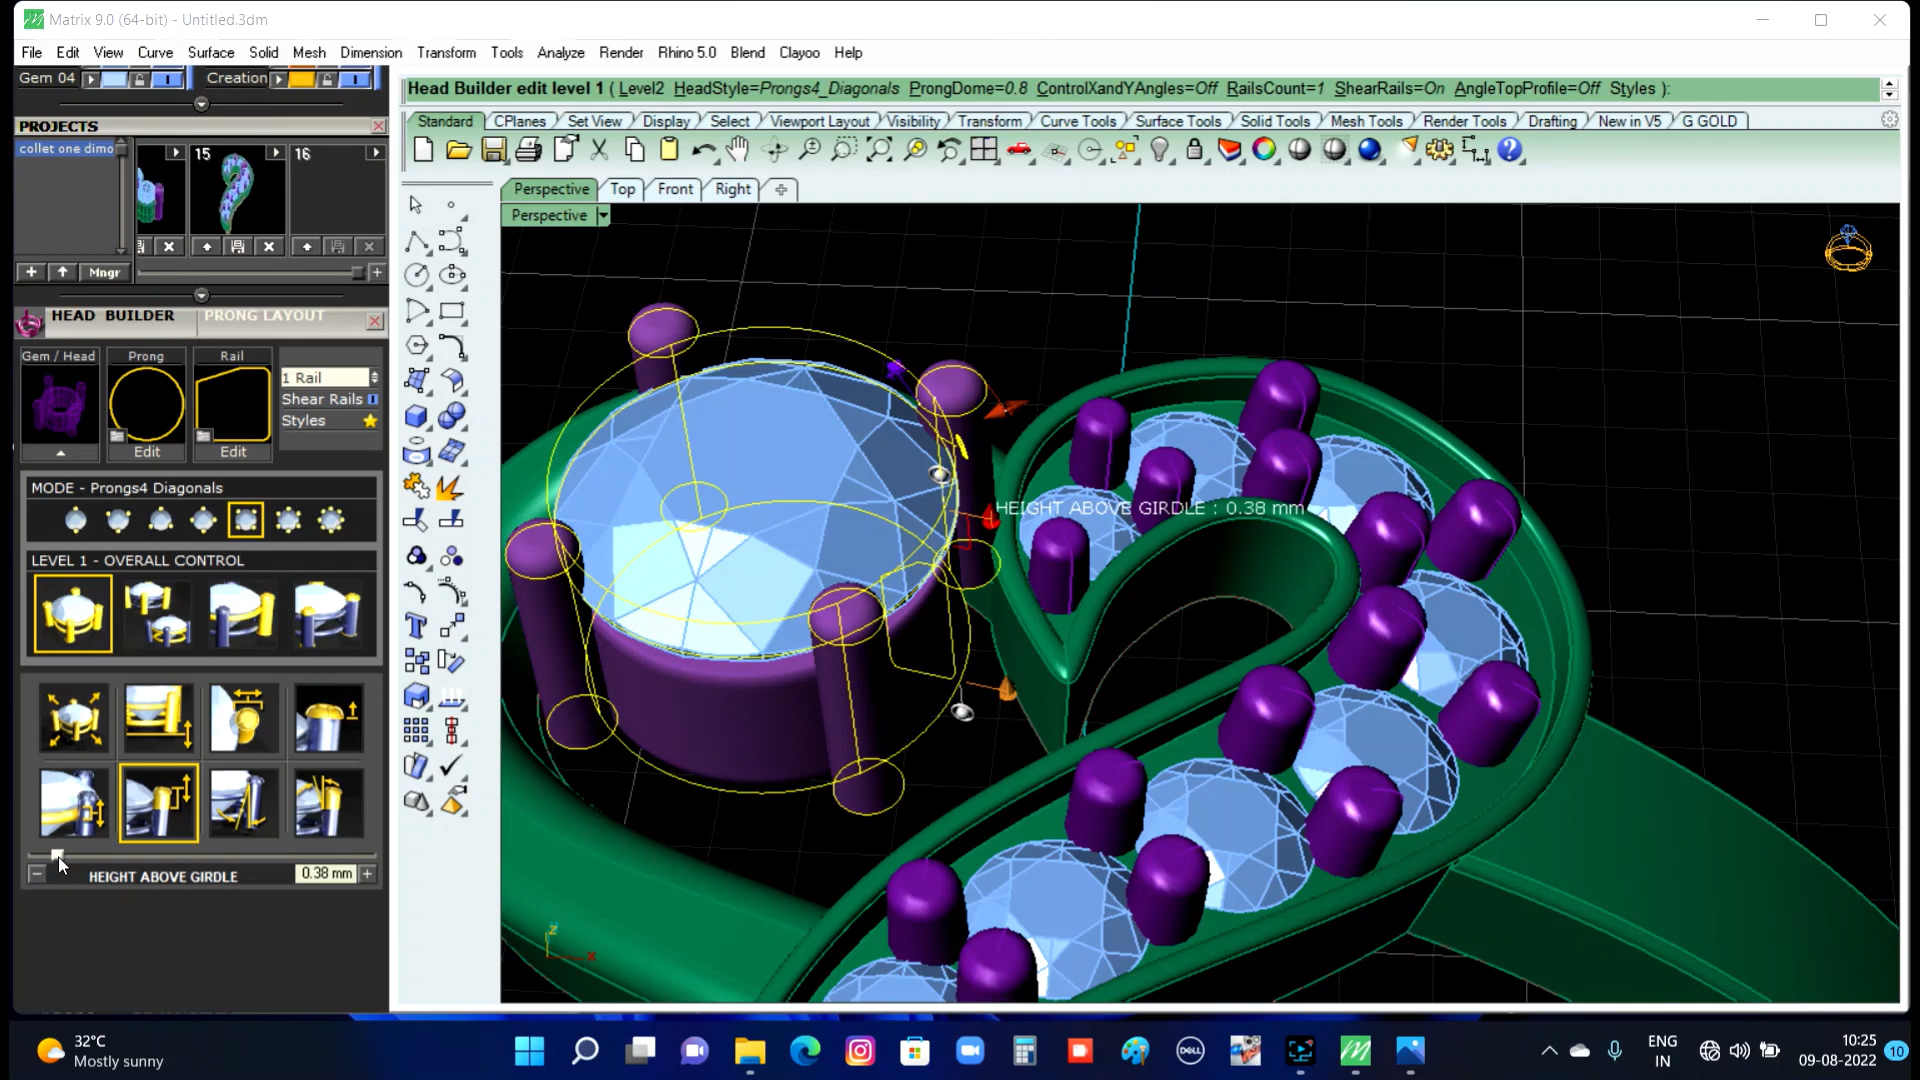 Matrix 9.0 (64-bit) - Untitled.3dm
File Edit View Curve Surface Solid Mesh Dimension Transform Tools Analyze Render Rhino 5.0 Blend Clayoo Help
Gem 04 Creation
Head Builder edit level 1 ( Level2 HeadStyle=Prongs4_Diagonals ProngDome=0.8 ControlXandYAngles=Off RailsCount=1 ShearRails=On AngleTopProfile=Off Styles ):
Standard CPlanes Set View Display Select Viewport Layout Visibility Transform Curve Tools Surface Tools Solid Tools Mesh Tools Render Tools Drafting New in V5 G GOLD
PROJECTS
collet one dimo
15 16
Mngr
Perspective Top Front Right
Perspective
HEAD BUILDER PRONG LAYOUT
Gem / Head Prong Rail
1 Rail
Shear Rails
Styles
Edit Edit
MODE - Prongs4 Diagonals
LEVEL 1 - OVERALL CONTROL
HEIGHT ABOVE GIRDLE : 0.38 mm
HEIGHT ABOVE GIRDLE 0.38 mm
z
x
32°C
Mostly sunny
DELL
ENG
IN
10:25
09-08-2022
10